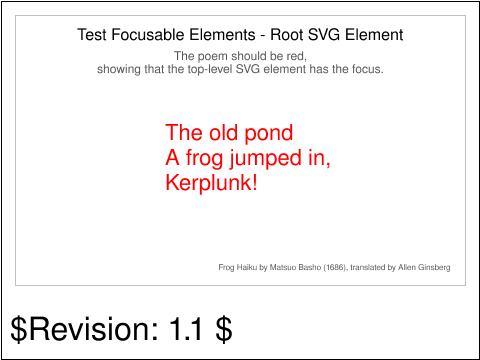 Test Focusable Elements - Root SVG Element
The poem should be red,
showing that the top-level SVG element has the focus.
The old pond
A frog jumped in,
Kerplunk!
Frog Haiku by Matsuo Basho (1686), translated by Allen Ginsberg
$Revision: 1.1 $